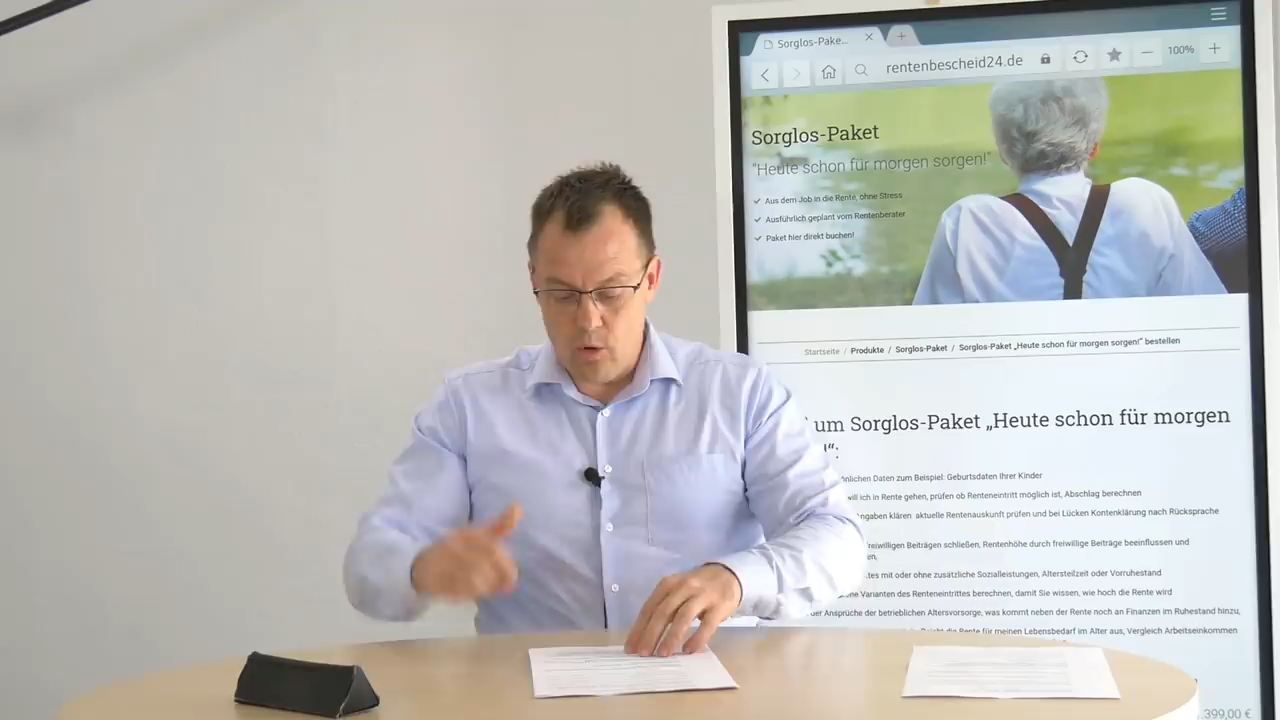 Sorglos-Pake...
rentenbescheid24.de
100%
Sorglos-Paket
"Heute schon für morgen sorgen!"
Aus dem Job in die Rente, ohne Stress
Ausführlich geplant vom Rentenberater
Paket hier direkt buchen!
Startseite / Produkte / Sorglos-Paket / Sorglos-Paket „Heute schon für morgen sorgen!“ bestellen
um Sorglos-Paket „Heute schon für morgen
“:
önlichen Daten zum Beispiel: Geburtsdaten Ihrer Kinder
will ich in Rente gehen, prüfen ob Renteneintritt möglich ist, Abschlag berechnen
ngaben klären aktuelle Rentenauskunft prüfen und bei Lücken Kontenklärung nach Rücksprache
freiwilligen Beiträgen schließen, Rentenhöhe durch freiwillige Beiträge beeinflussen und
en,
tes mit oder ohne zusätzliche Sozialleistungen, Altersteilzeit oder Vorruhestand
ne Varianten des Renteneintrittes berechnen, damit Sie wissen, wie hoch die Rente wird
der Ansprüche der betrieblichen Altersvorsorge, was kommt neben der Rente noch an Finanzen im Ruhestand hinzu,
die Rente für meinen Lebensbedarf im Alter aus, Vergleich Arbeitseinkommen
.399,00 €